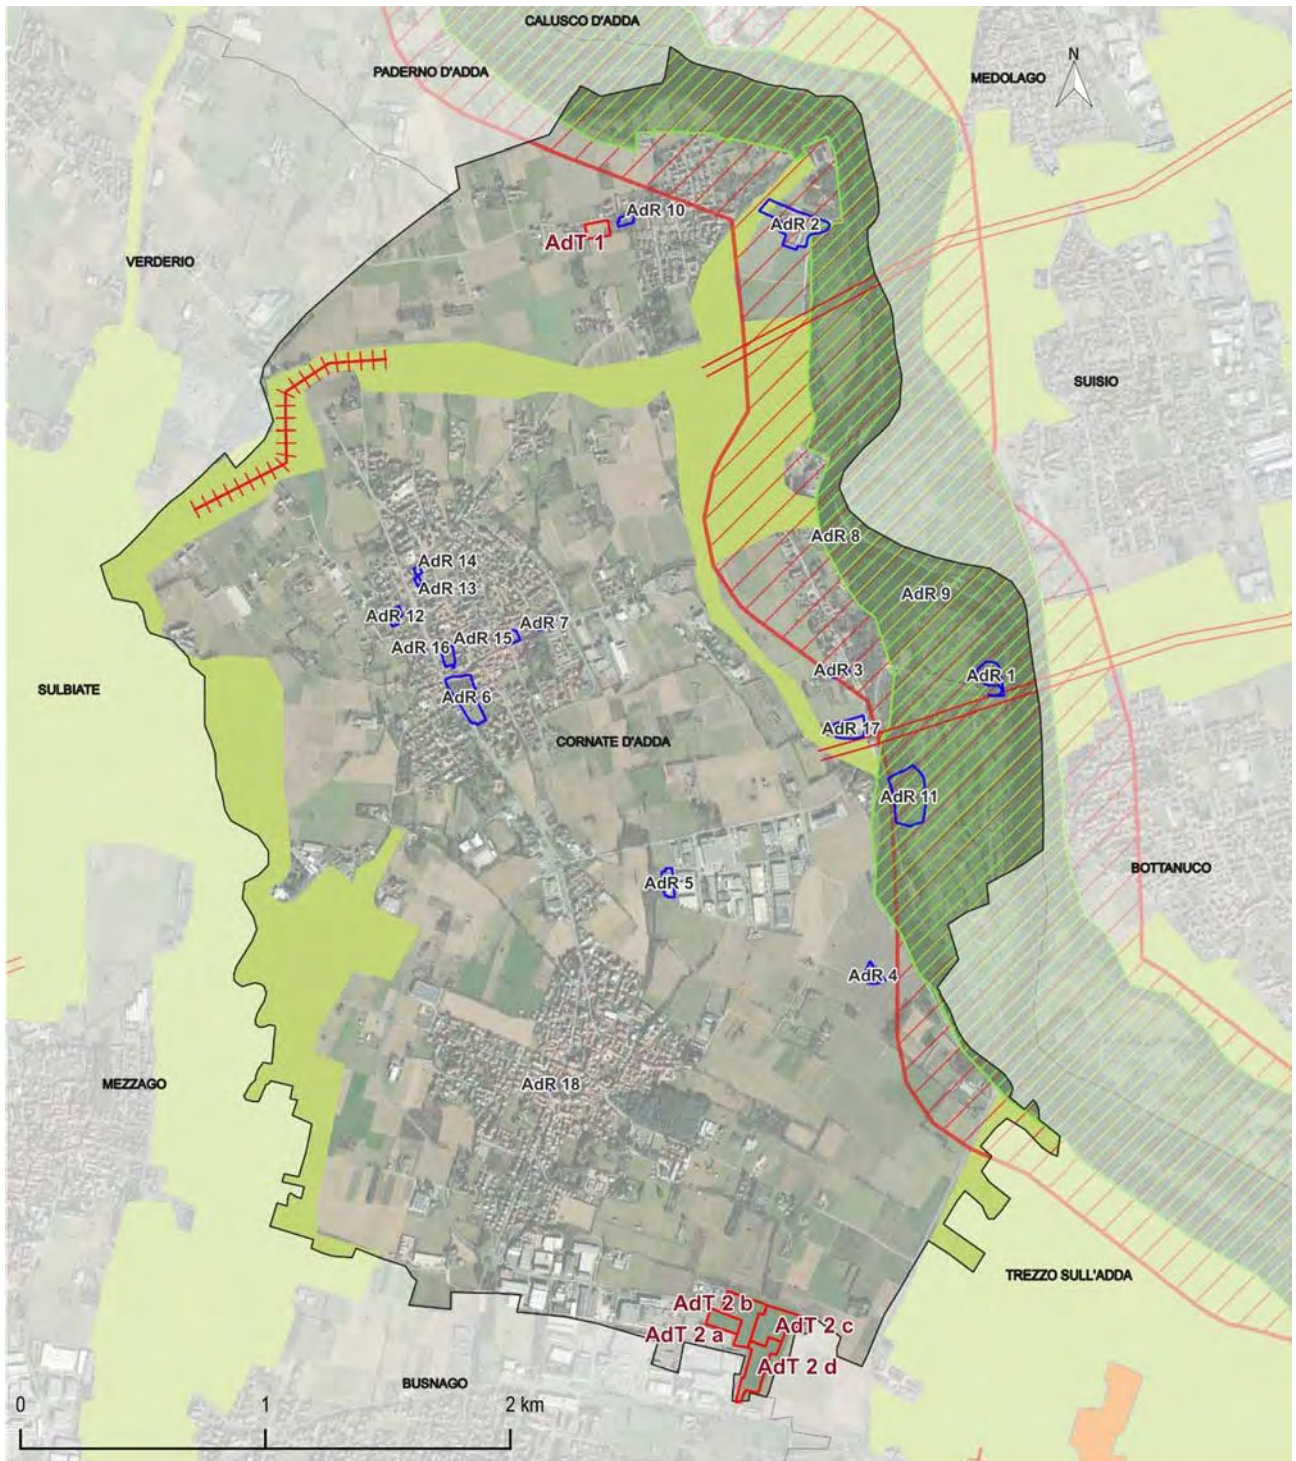 CALUSCO D'ADDA
PADERNO D'ADDA
N
MEDOLAGO
AdR 10
AdR 2
AdT 1
VERDERIO
SUISIO
AdR 8
AdR 14
AdR 13
AdR 9
AdR 12
AdR 7
AdR 15
AdR 16
AdR 3
AdR 1
SULBIATE
AdR 6
AdR 17
CORNATE D'ADDA
AdR 11
BOTTANUCO
AdR 5
AdR 4
MEZZAGO
AdR 18
TREZZO SULL'ADDA
AdT 2 b
AdT 2 c
AdT 2 a
AdT 2 d
BUSNAGO
0 1 2 km